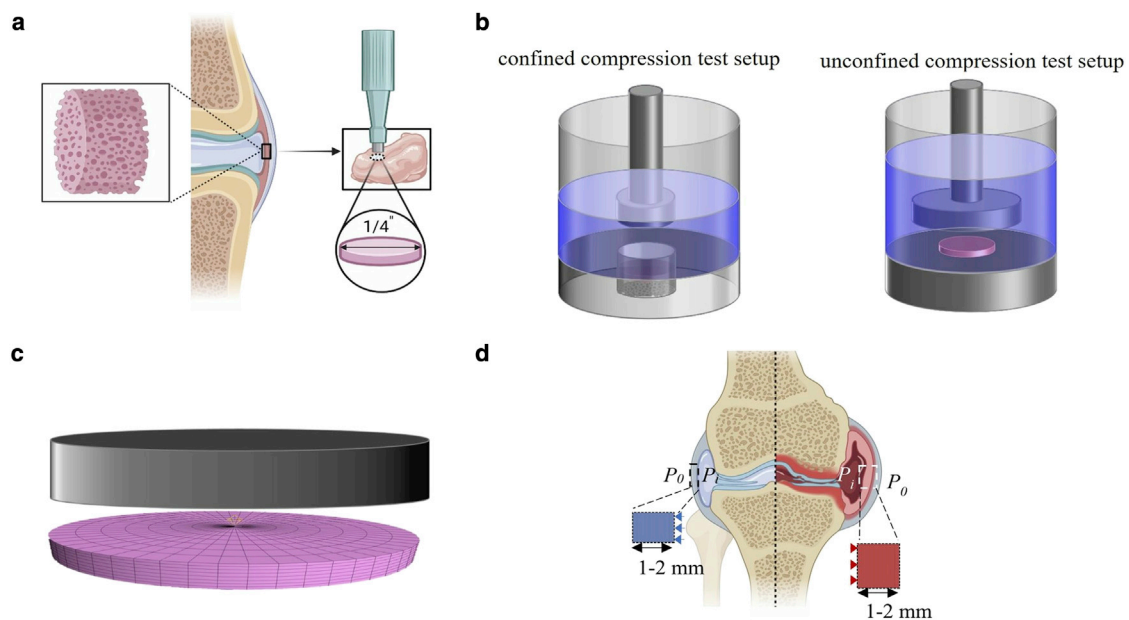 a
1/4"
b
confined compression test setup
unconfined compression test setup
c
d
P₀
Pᵢ
Pᵢ
P₀
1-2 mm
1-2 mm